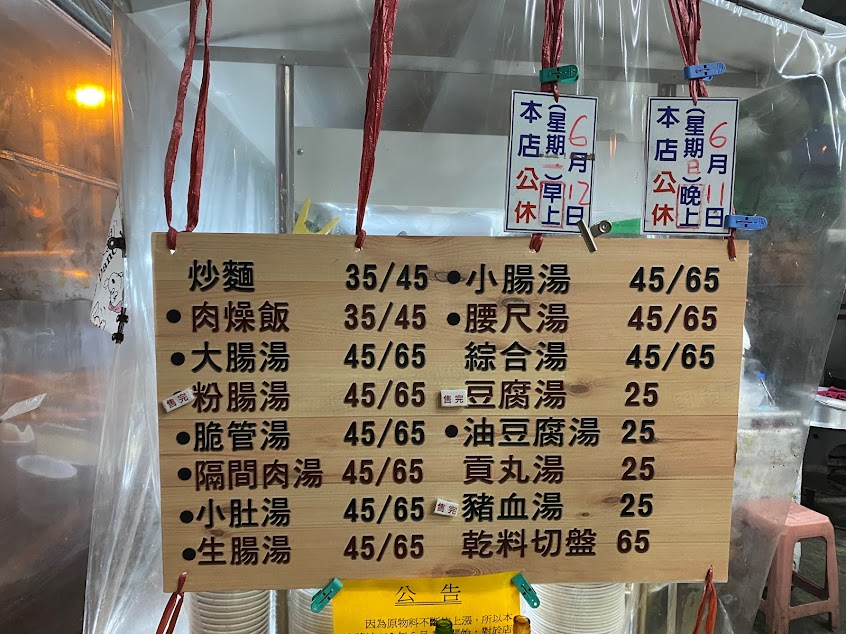 本店公休
(星期一)早上
6月12日
本店公休
(星期日)晚上
6月11日
炒麵 35/45
●肉燥飯 35/45
●大腸湯 45/65
售完 粉腸湯 45/65
●脆管湯 45/65
●隔間肉湯 45/65
●小肚湯 45/65
●生腸湯 45/65
●小腸湯 45/65
●腰尺湯 45/65
綜合湯 45/65
售完 豆腐湯 25
●油豆腐湯 25
貢丸湯 25
售完 豬血湯 25
乾料切盤 65
公告
因為原物料不斷上漲,所以本